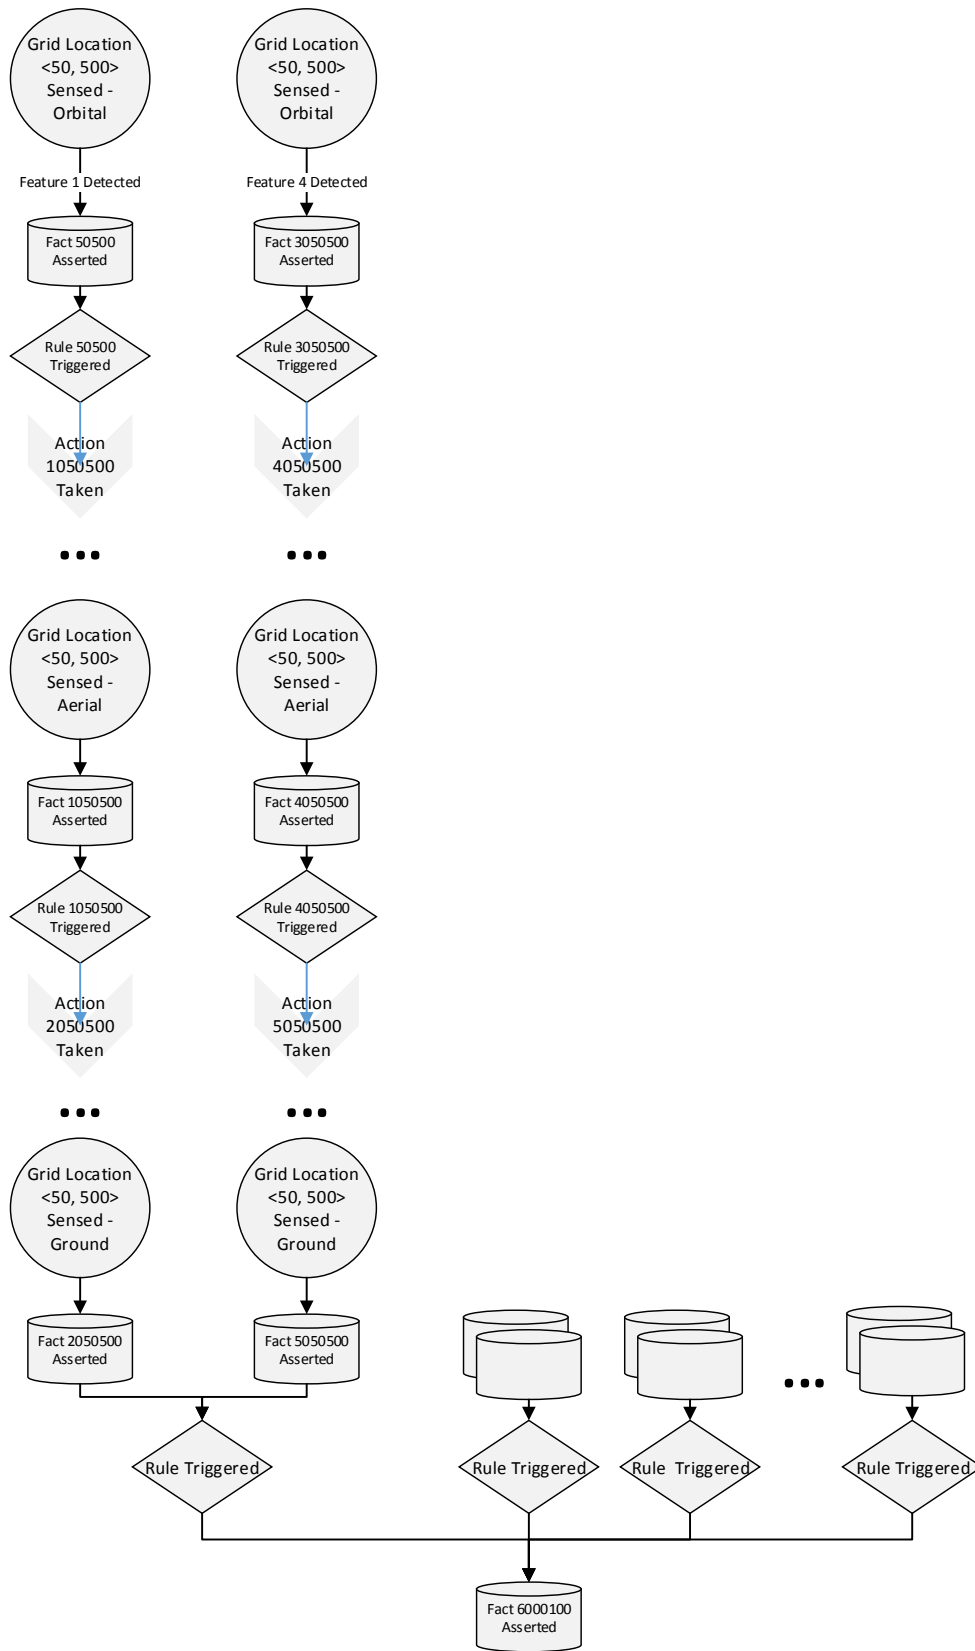 Grid Location
<50, 500>
Sensed -
Orbital
Grid Location
<50, 500>
Sensed -
Orbital
Feature 1 Detected
Feature 4 Detected
Fact 50500
Asserted
Fact 3050500
Asserted
Rule 50500
Triggered
Rule 3050500
Triggered
Action
1050500
Taken
Action
4050500
Taken
...
...
Grid Location
<50, 500>
Sensed -
Aerial
Grid Location
<50, 500>
Sensed -
Aerial
Fact 1050500
Asserted
Fact 4050500
Asserted
Rule 1050500
Triggered
Rule 4050500
Triggered
Action
2050500
Taken
Action
5050500
Taken
...
...
Grid Location
<50, 500>
Sensed -
Ground
Grid Location
<50, 500>
Sensed -
Ground
Fact 2050500
Asserted
Fact 5050500
Asserted
...
Rule Triggered
Rule Triggered
Rule Triggered
Rule Triggered
Fact 6000100
Asserted